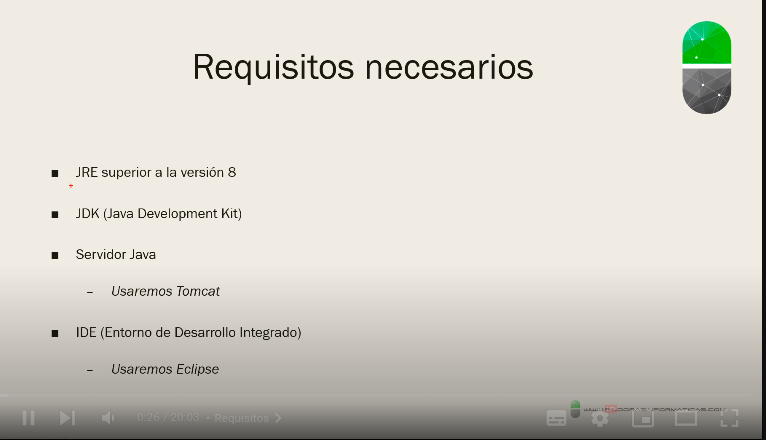 Requisitos necesarios
JRE superior a la versión 8
JDK (Java Development Kit)
Servidor Java
– Usaremos Tomcat
IDE (Entorno de Desarrollo Integrado)
– Usaremos Eclipse
0:26 / 20:03 • Requisitos